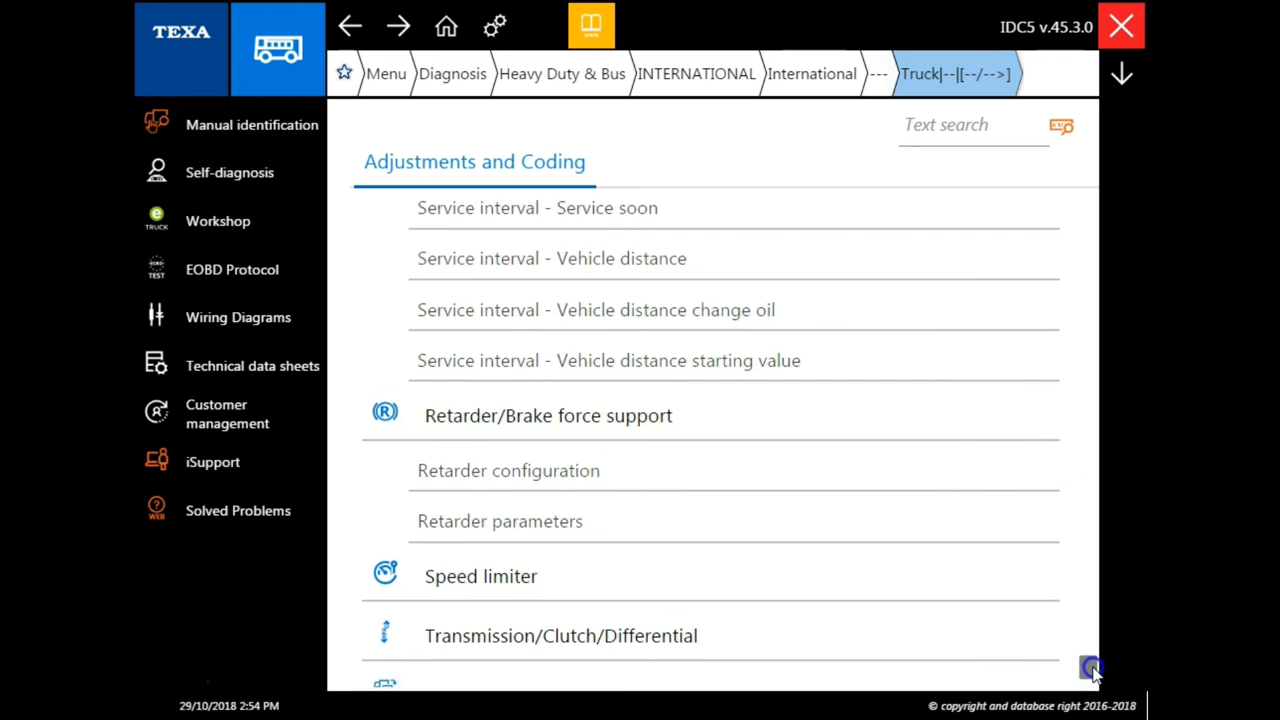 TEXA
IDC5 v.45.3.0
Menu
Diagnosis
Heavy Duty & Bus
INTERNATIONAL
International
---
Truck|--|[--/-->]
Manual identification
Self-diagnosis
TRUCK
Workshop
EOBD
TEST
EOBD Protocol
Wiring Diagrams
Technical data sheets
Customer
management
iSupport
WEB
Solved Problems
Text search
Adjustments and Coding
Service interval - Service soon
Service interval - Vehicle distance
Service interval - Vehicle distance change oil
Service interval - Vehicle distance starting value
Retarder/Brake force support
Retarder configuration
Retarder parameters
Speed limiter
Transmission/Clutch/Differential
29/10/2018 2:54 PM
© copyright and database right 2016-2018